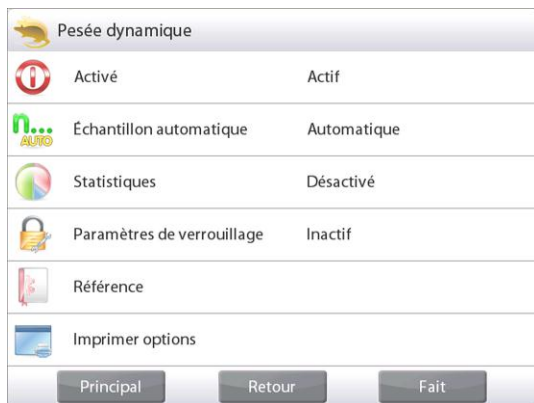 Pesée dynamique
Activé Actif
n... AUTO
Échantillon automatique Automatique
Statistiques Désactivé
Paramètres de verrouillage Inactif
Référence
Imprimer options
Principal Retour Fait